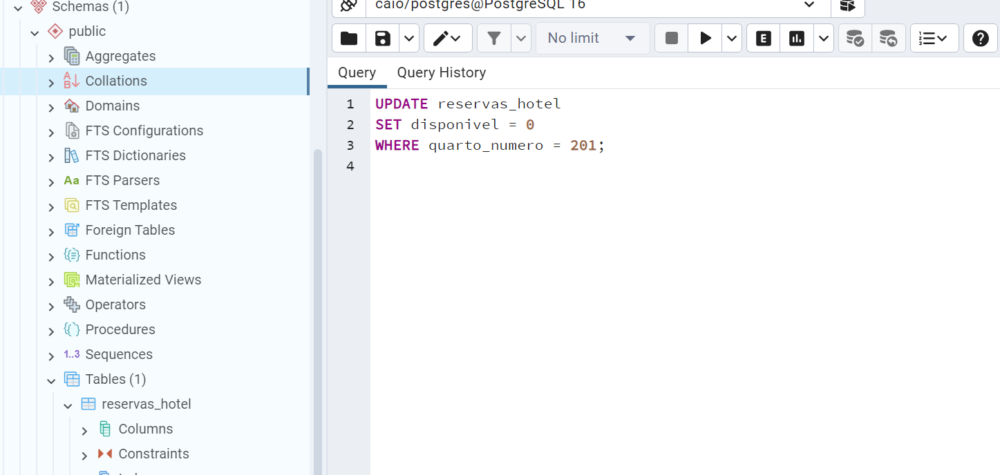 Schemas (1)
public
Aggregates
Collations
Domains
FTS Configurations
FTS Dictionaries
Aa FTS Parsers
FTS Templates
Foreign Tables
Functions
Materialized Views
Operators
Procedures
1..3 Sequences
Tables (1)
reservas_hotel
Columns
Constraints
caio/postgres@PostgreSQL 16
No limit
E
Query Query History
1 UPDATE reservas_hotel
2 SET disponivel = 0
3 WHERE quarto_numero = 201;
4